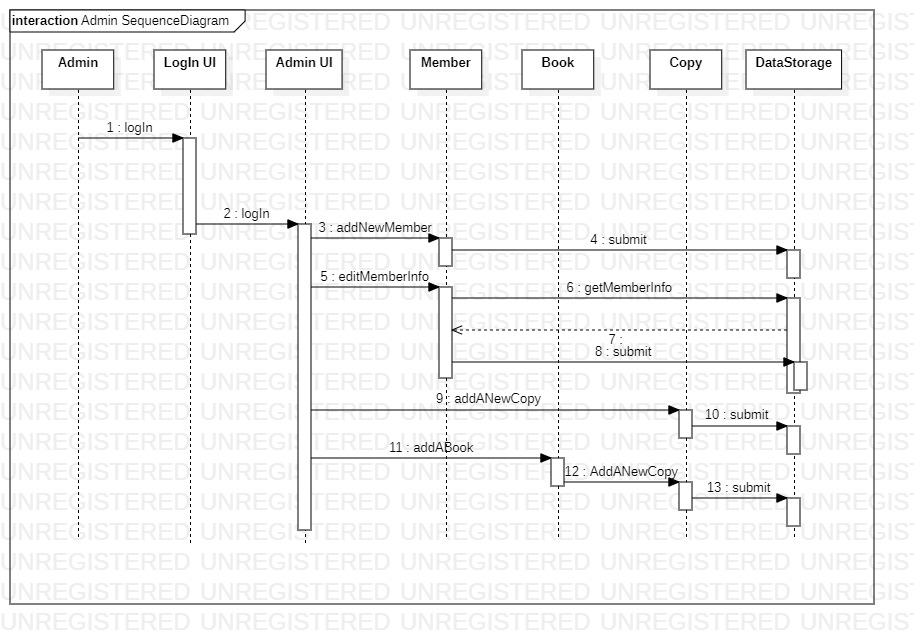 interaction Admin SequenceDiagram
Admin
LogIn UI
Admin UI
Member
Book
Copy
DataStorage
1 : logIn
2 : logIn
3 : addNewMember
4 : submit
5 : editMemberInfo
6 : getMemberInfo
7 :
8 : submit
9 : addANewCopy
10 : submit
11 : addABook
12 : AddANewCopy
13 : submit
UNREGISTERED